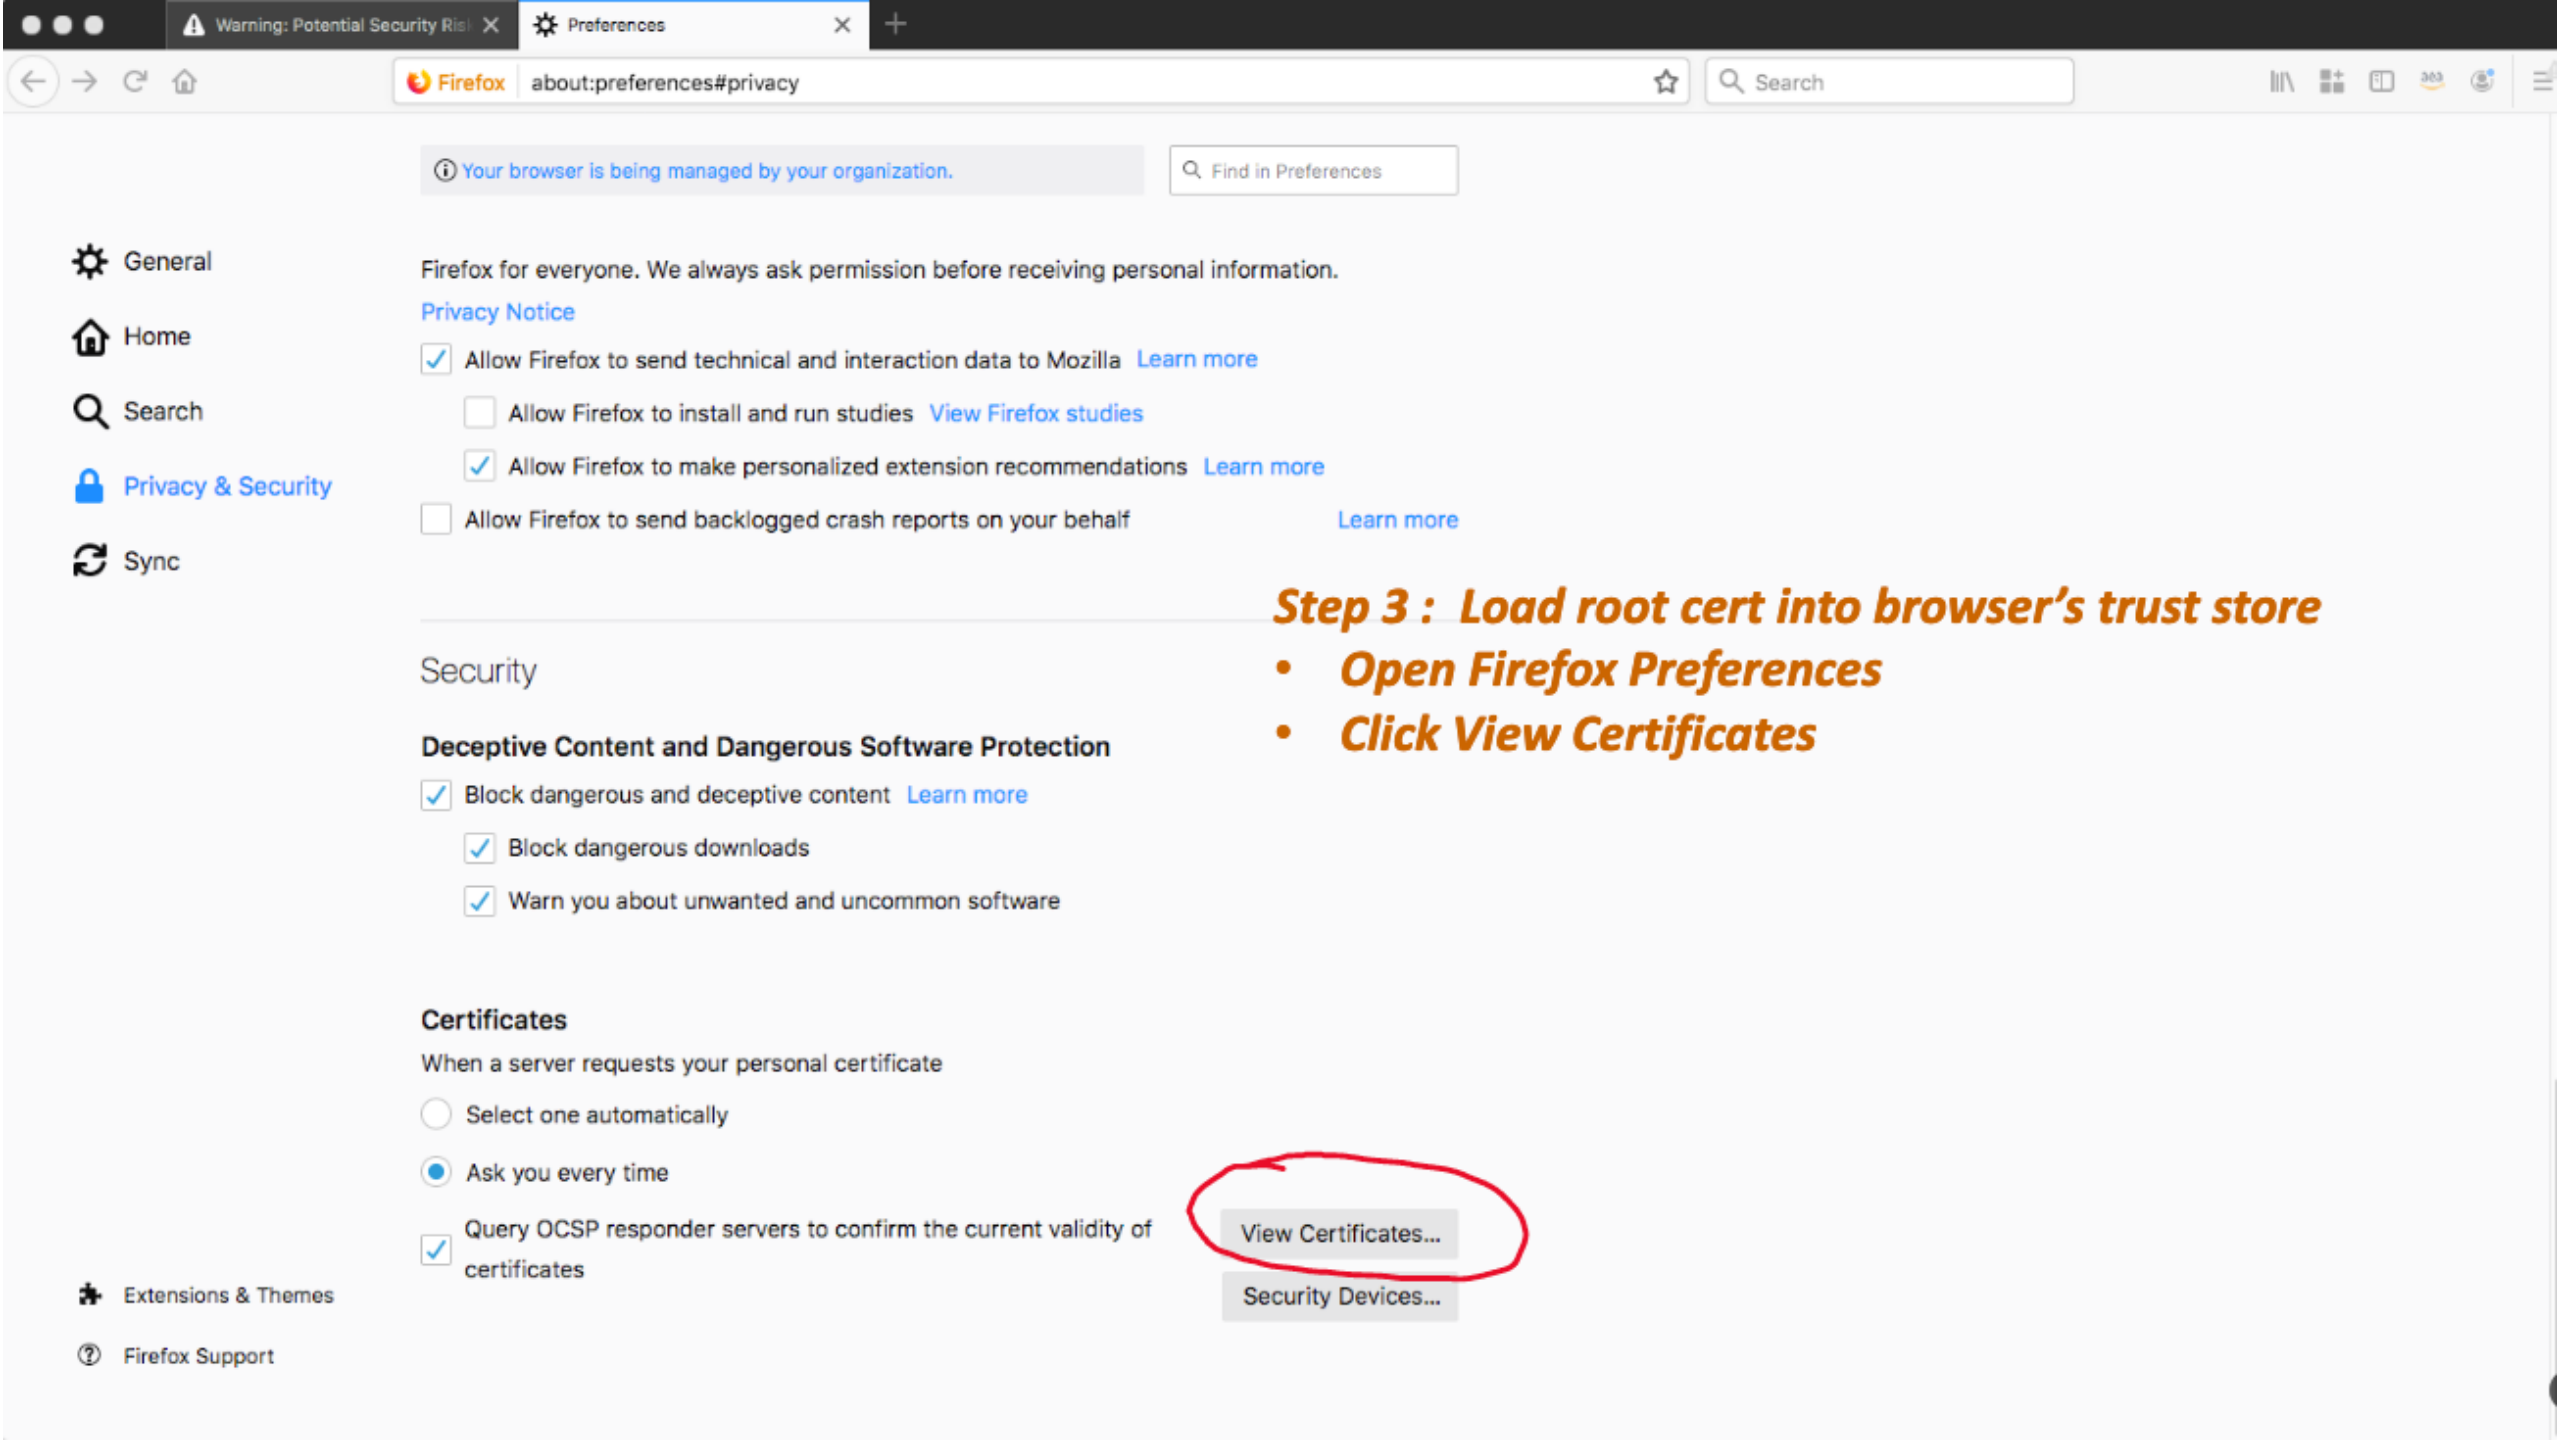 Warning: Potential Security Ris
Preferences
Firefox about:preferences#privacy
Search
Your browser is being managed by your organization.
Find in Preferences
General
Home
Search
Privacy & Security
Sync
Firefox for everyone. We always ask permission before receiving personal information.
Privacy Notice
Allow Firefox to send technical and interaction data to Mozilla Learn more
Allow Firefox to install and run studies View Firefox studies
Allow Firefox to make personalized extension recommendations Learn more
Allow Firefox to send backlogged crash reports on your behalf Learn more
Step 3 : Load root cert into browser’s trust store
• Open Firefox Preferences
• Click View Certificates
Security
Deceptive Content and Dangerous Software Protection
Block dangerous and deceptive content Learn more
Block dangerous downloads
Warn you about unwanted and uncommon software
Certificates
When a server requests your personal certificate
Select one automatically
Ask you every time
Query OCSP responder servers to confirm the current validity of
certificates
View Certificates...
Security Devices...
Extensions & Themes
Firefox Support